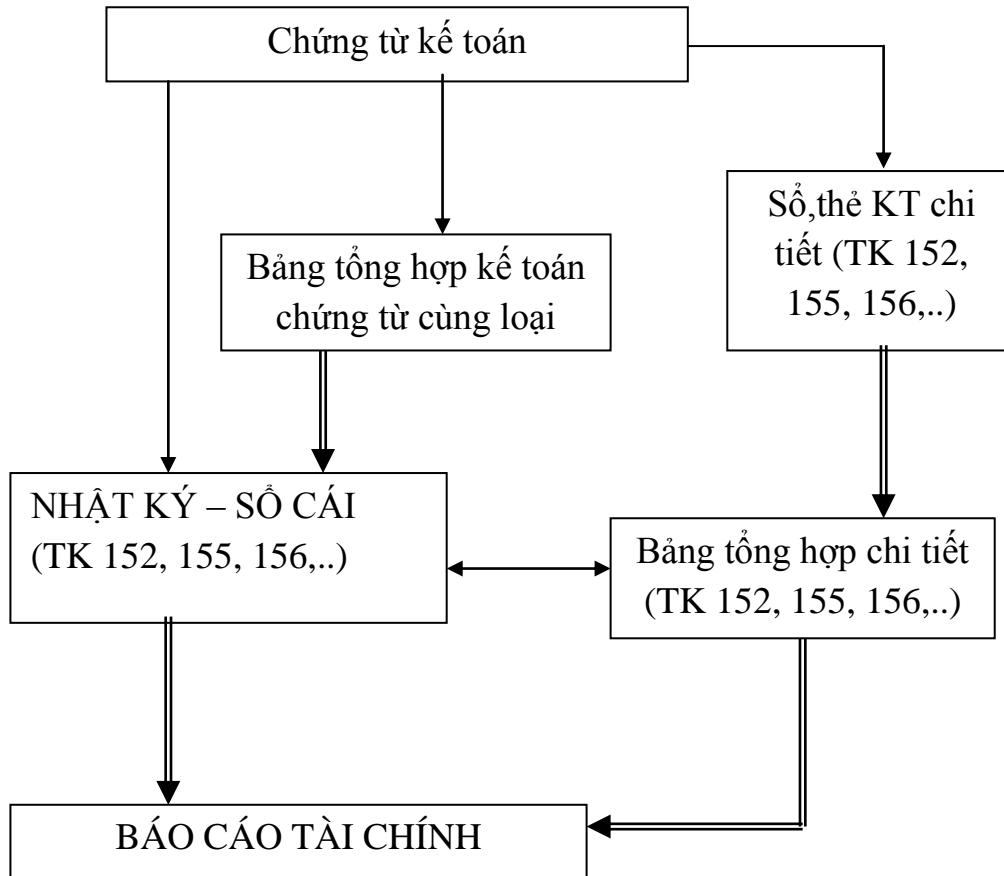 Chứng từ kế toán
Sổ,thẻ KT chi
tiết (TK 152,
155, 156,..)
Bảng tổng hợp kế toán
chứng từ cùng loại
NHẬT KÝ – SỔ CÁI
(TK 152, 155, 156,..)
Bảng tổng hợp chi tiết
(TK 152, 155, 156,..)
BÁO CÁO TÀI CHÍNH